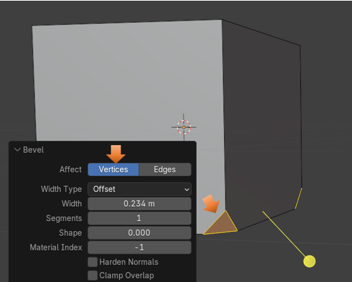 Bevel
Affect Vertices Edges
Width Type Offset
Width 0.234 m
Segments 1
Shape 0.000
Material Index -1
Harden Normals
Clamp Overlap